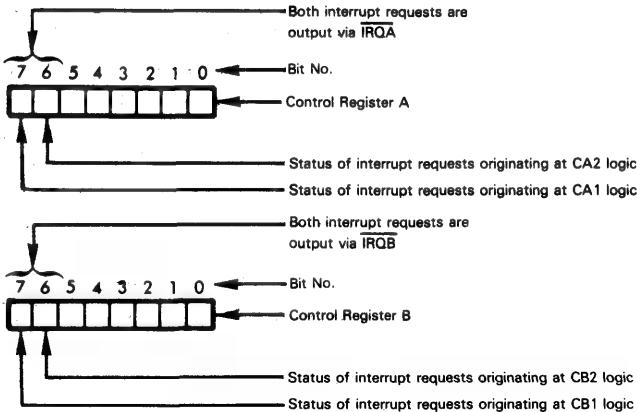 Both interrupt requests are
output via IRQA
7 6 5 4 3 2 1 0
Bit No.
Control Register A
Status of interrupt requests originating at CA2 logic
Status of interrupt requests originating at CA1 logic
Both interrupt requests are
output via IRQB
7 6 5 4 3 2 1 0
Bit No.
Control Register B
Status of interrupt requests originating at CB2 logic
Status of interrupt requests originating at CB1 logic